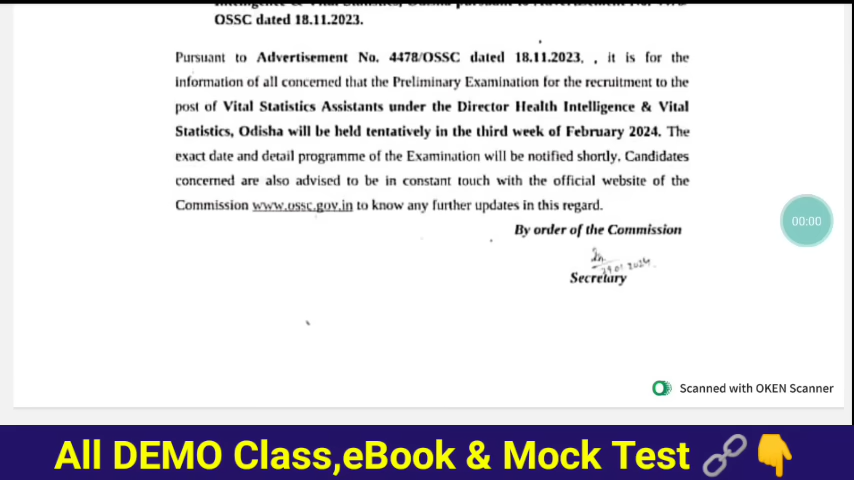 OSSC dated 18.11.2023.
Pursuant to Advertisement No. 4478/OSSC dated 18.11.2023, , it is for the
information of all concerned that the Preliminary Examination for the recruitment to the
post of Vital Statistics Assistants under the Director Health Intelligence & Vital
Statistics, Odisha will be held tentatively in the third week of February 2024. The
exact date and detail programme of the Examination will be notified shortly. Candidates
concerned are also advised to be in constant touch with the official website of the
Commission www.ossc.gov.in to know any further updates in this regard.
By order of the Commission
Secretary
00:00
Scanned with OKEN Scanner
All DEMO Class,eBook & Mock Test